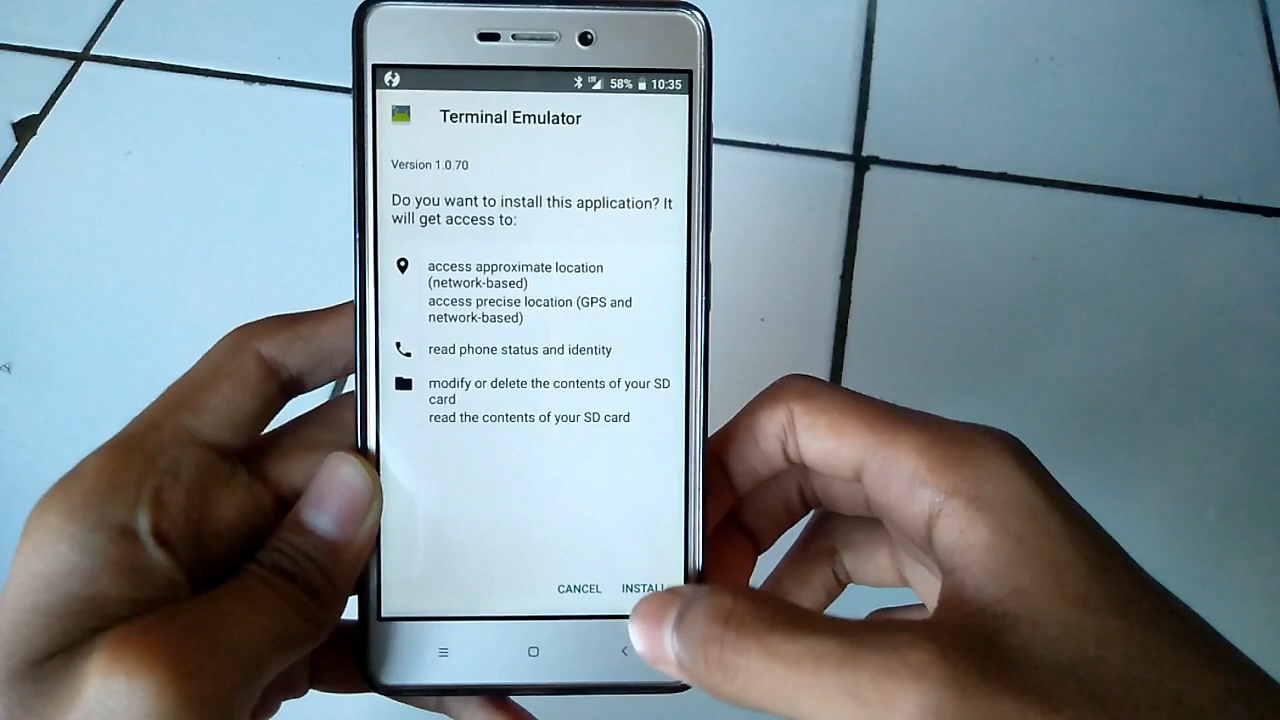 LTE 58% 10:35
Terminal Emulator
Version 1.0.70
Do you want to install this application? It
will get access to:
access approximate location
(network-based)
access precise location (GPS and
network-based)
read phone status and identity
modify or delete the contents of your SD
card
read the contents of your SD card
CANCEL INSTALL